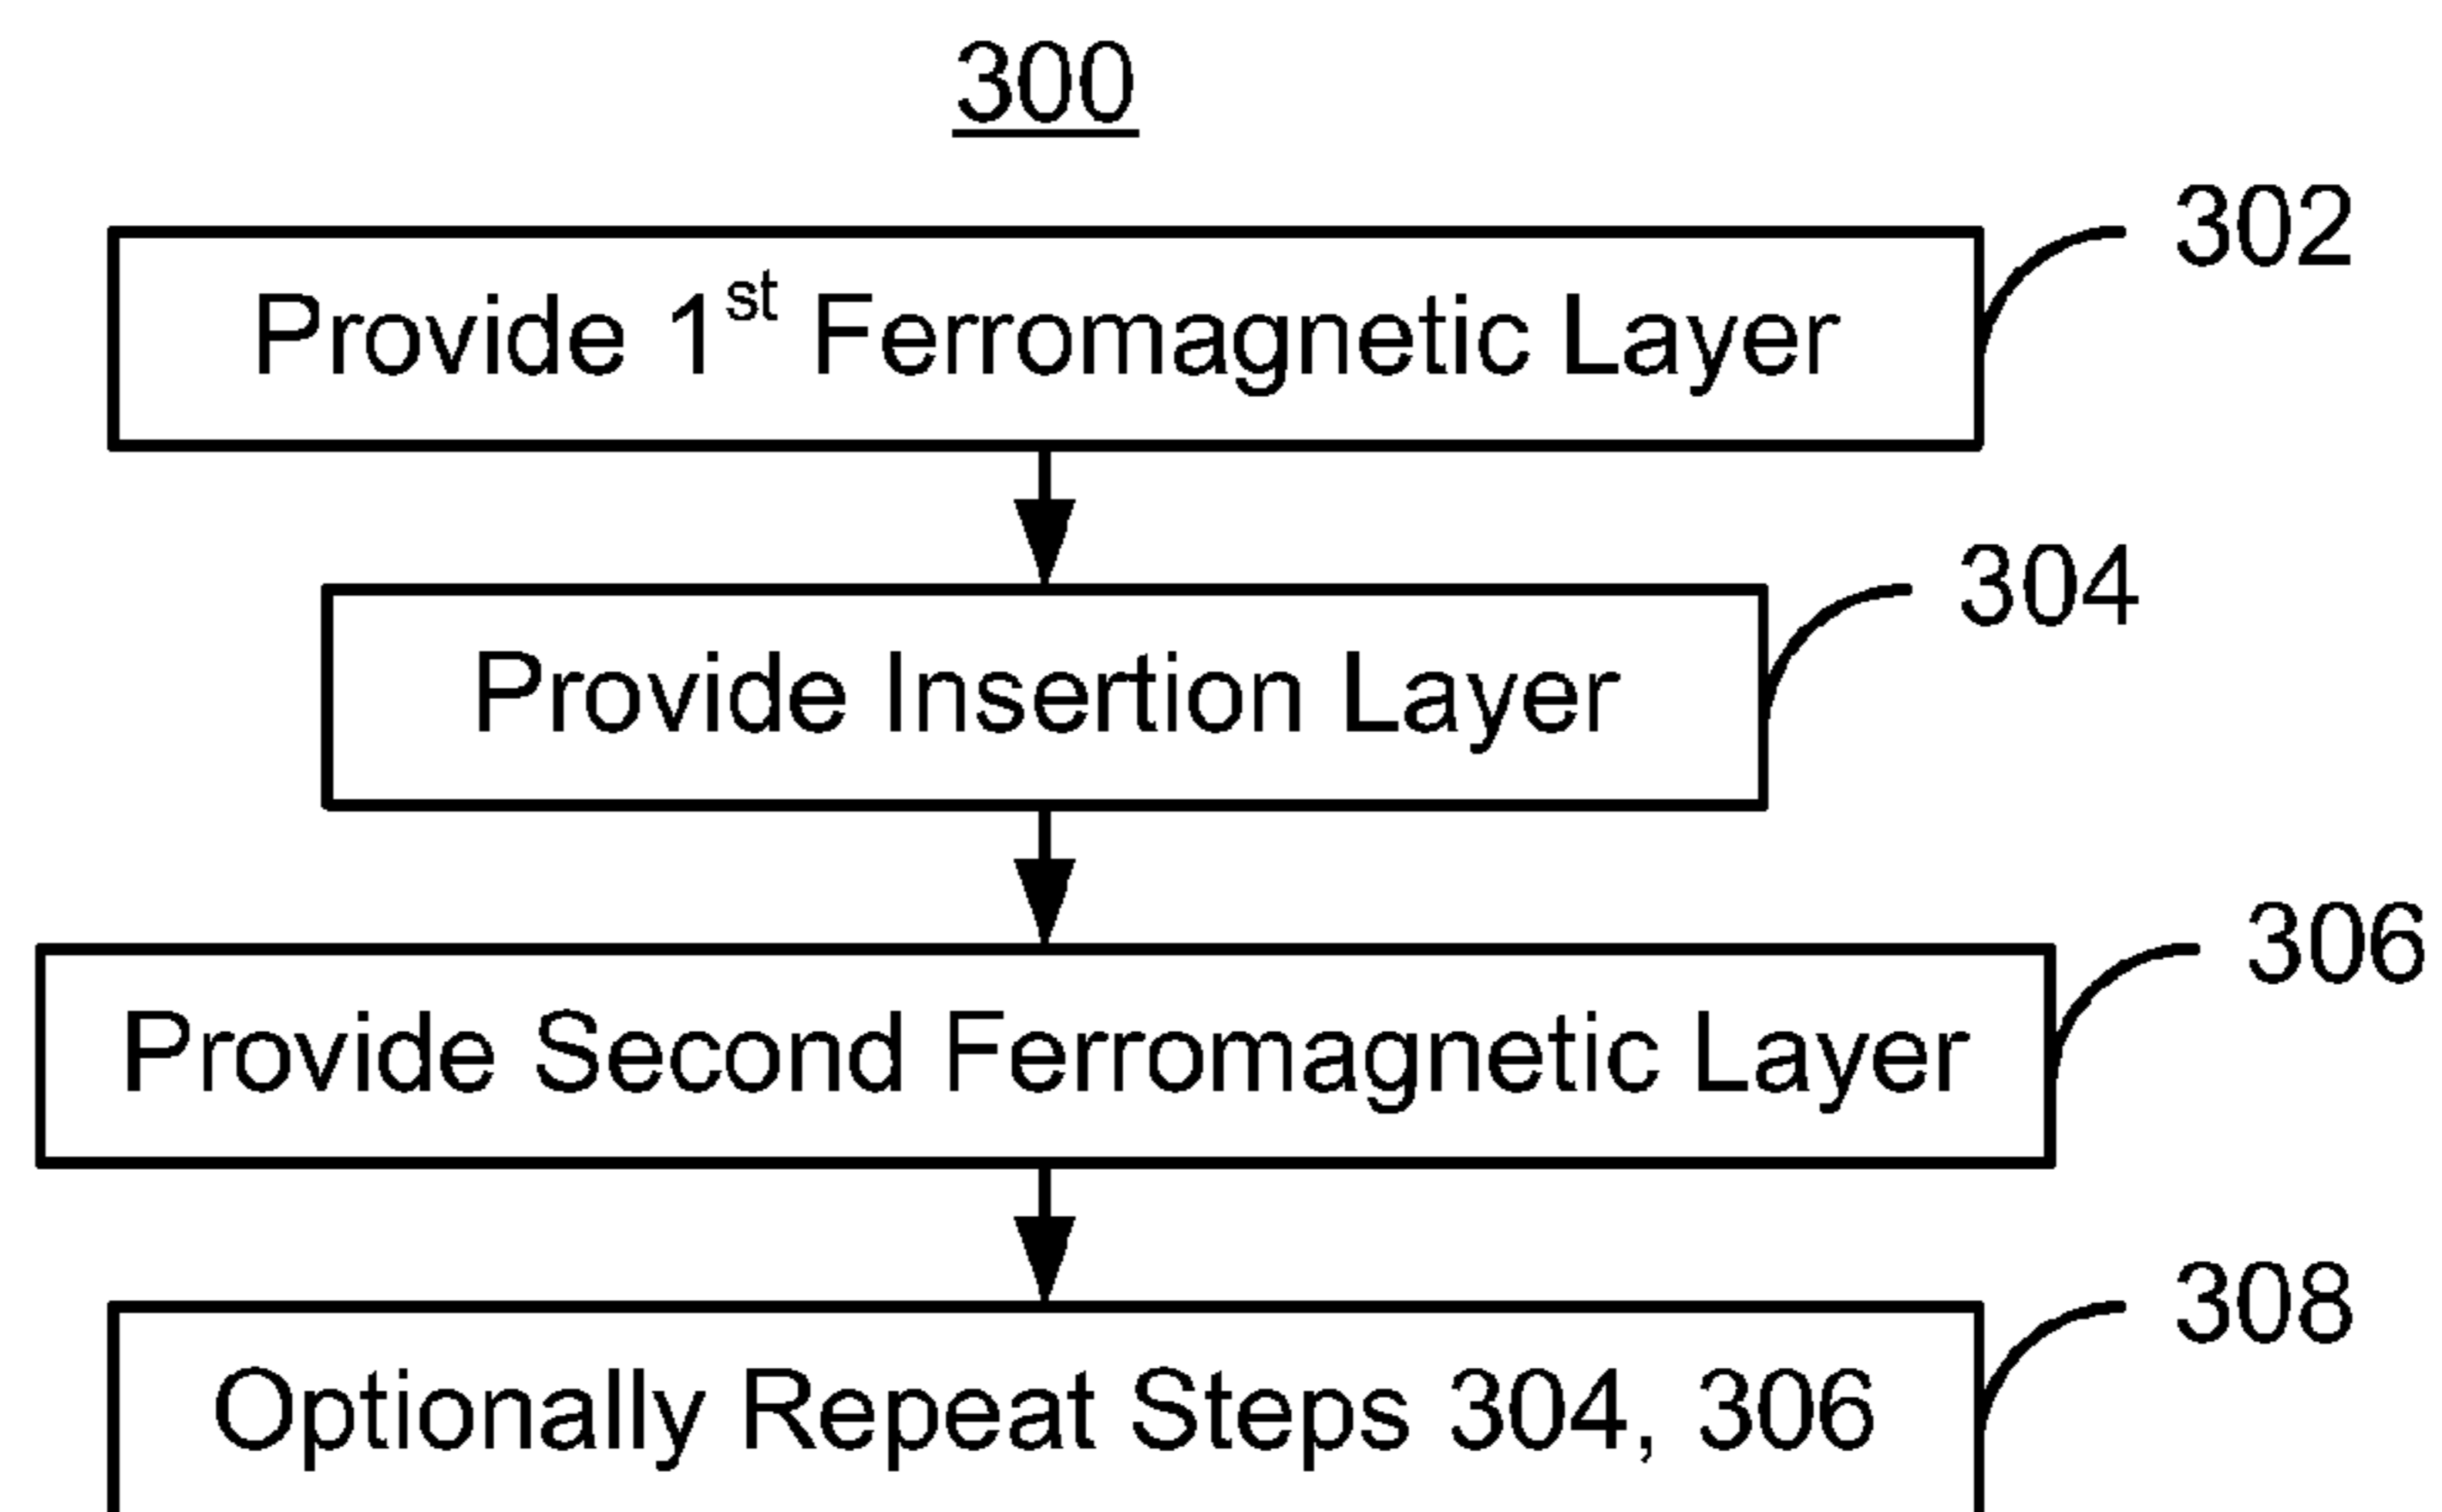 300
302
Provide 1st Ferromagnetic Layer
304
Provide Insertion Layer
306
Provide Second Ferromagnetic Layer
308
Optionally Repeat Steps 304, 306